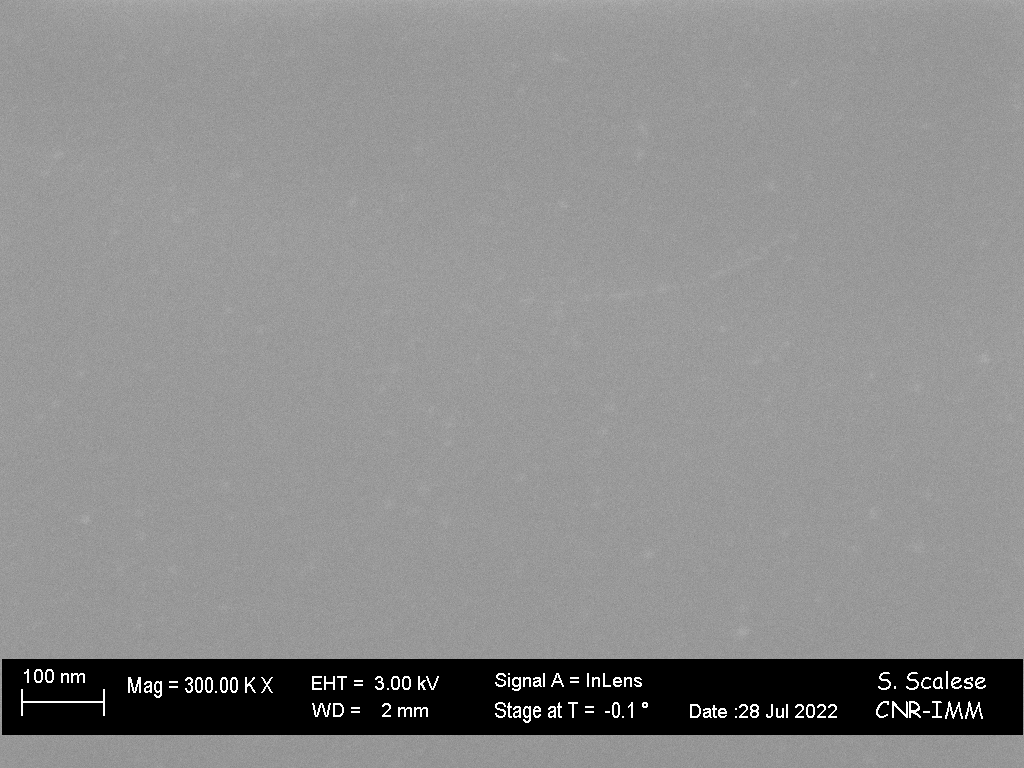 100 nm
Mag = 300.00 K X
EHT = 3.00 kV
WD = 2 mm
Signal A = InLens
Stage at T = -0.1 °
Date :28 Jul 2022
S. Scalese
CNR-IMM